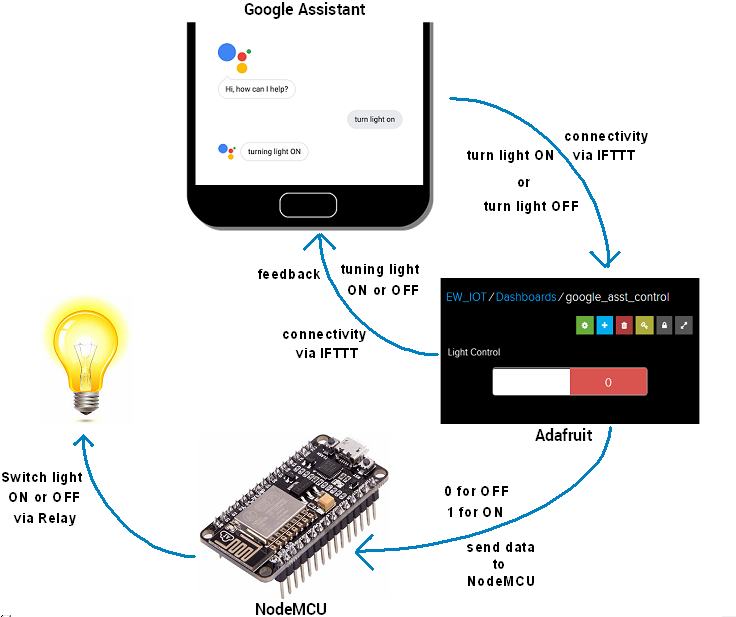 Google Assistant
Hi, how can I help?
turn light on
turning light ON
connectivity
via IFTTT
turn light ON
or
turn light OFF
feedback
tuning light
ON or OFF
connectivity
via IFTTT
EW_IOT/Dashboards/google_asst_control
Light Control
0
Adafruit
Switch light
ON or OFF
via Relay
0 for OFF
1 for ON
send data
to
NodeMCU
NodeMCU